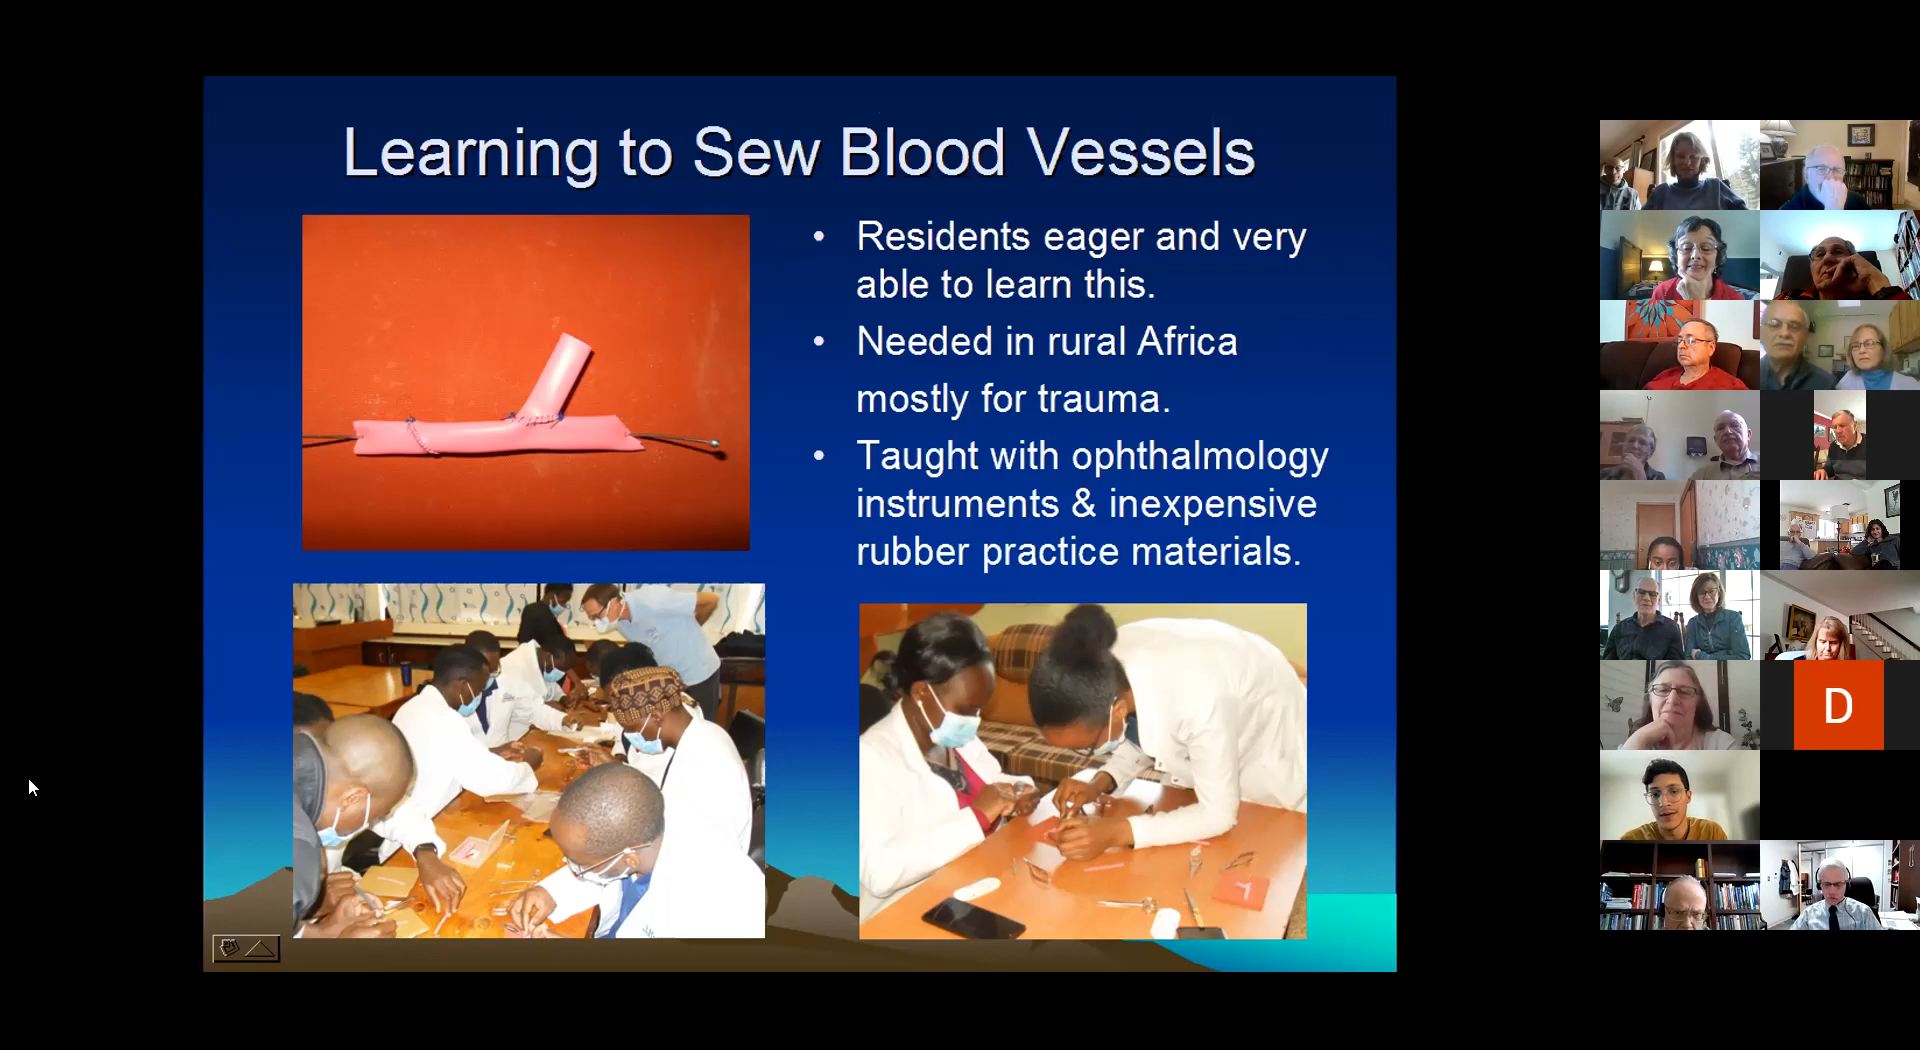 Learning to Sew Blood Vessels
• Residents eager and very
able to learn this.
• Needed in rural Africa
mostly for trauma.
• Taught with ophthalmology
instruments & inexpensive
rubber practice materials.
D